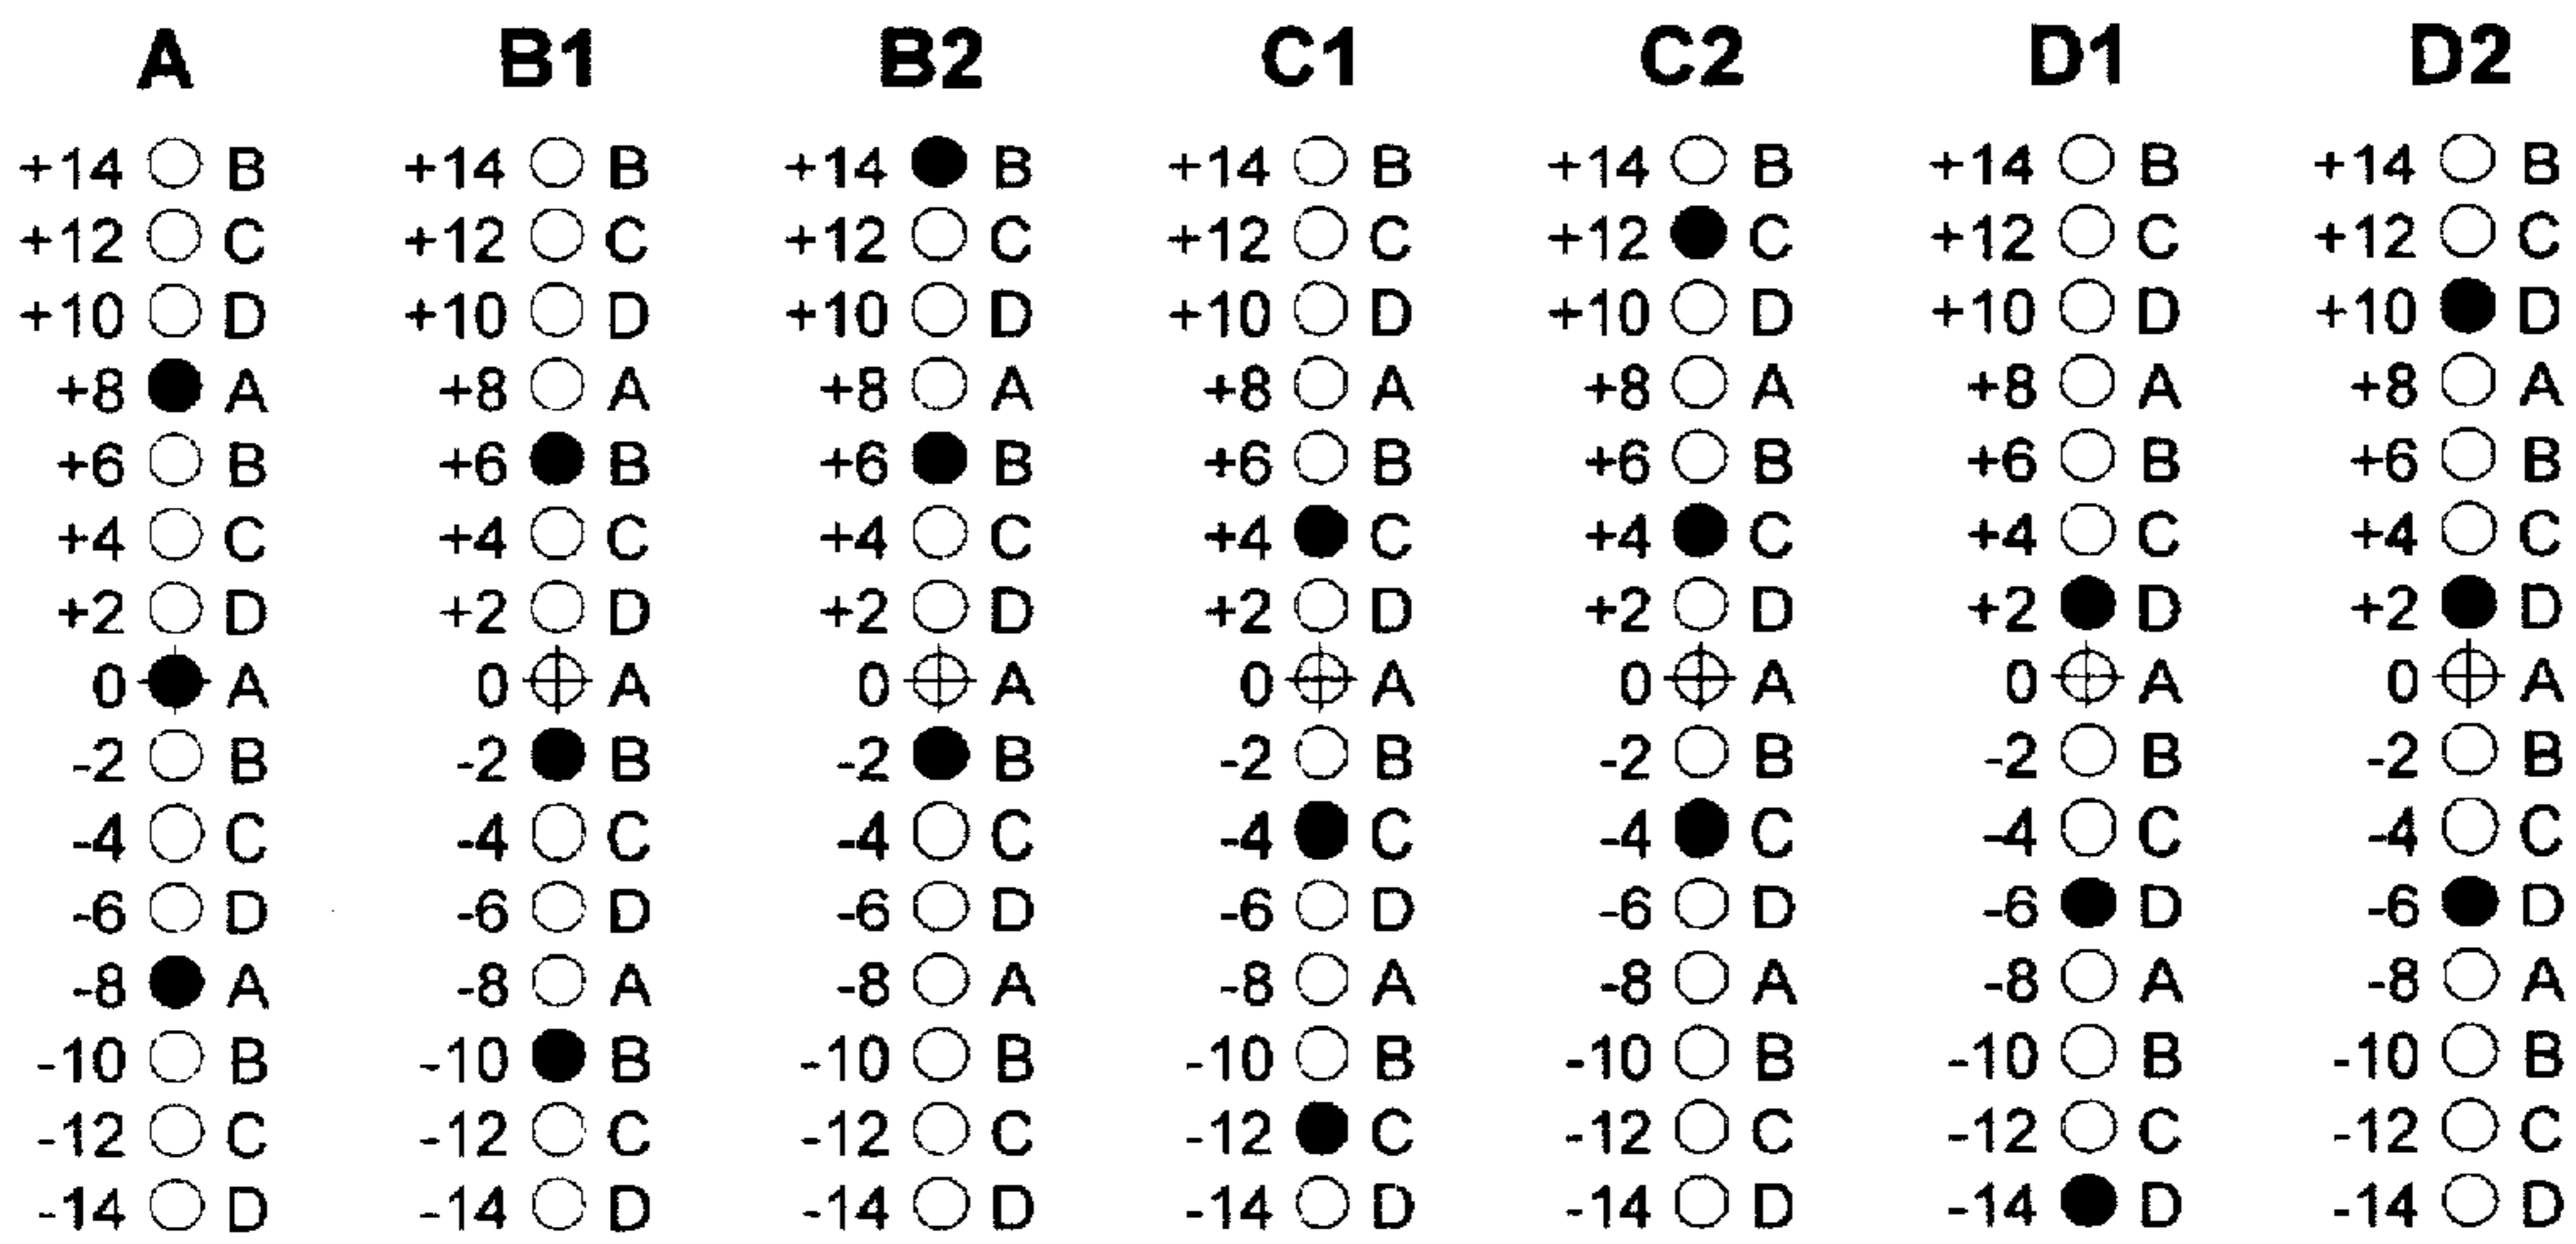 A B1 B2 C1 C2 D1 D2
+14 B +14 B +14 B +14 B +14 B +14 B +14 B
+12 C +12 C +12 C +12 C +12 C +12 C +12 C
+10 D +10 D +10 D +10 D +10 D +10 D +10 D
+8 A +8 A +8 A +8 A +8 A +8 A +8 A
+6 B +6 B +6 B +6 B +6 B +6 B +6 B
+4 C +4 C +4 C +4 C +4 C +4 C +4 C
+2 D +2 D +2 D +2 D +2 D +2 D +2 D
0 A 0 A 0 A 0 A 0 A 0 A 0 A
-2 B -2 B -2 B -2 B -2 B -2 B -2 B
-4 C -4 C -4 C -4 C -4 C -4 C -4 C
-6 D -6 D -6 D -6 D -6 D -6 D -6 D
-8 A -8 A -8 A -8 A -8 A -8 A -8 A
-10 B -10 B -10 B -10 B -10 B -10 B -10 B
-12 C -12 C -12 C -12 C -12 C -12 C -12 C
-14 D -14 D -14 D -14 D -14 D -14 D -14 D